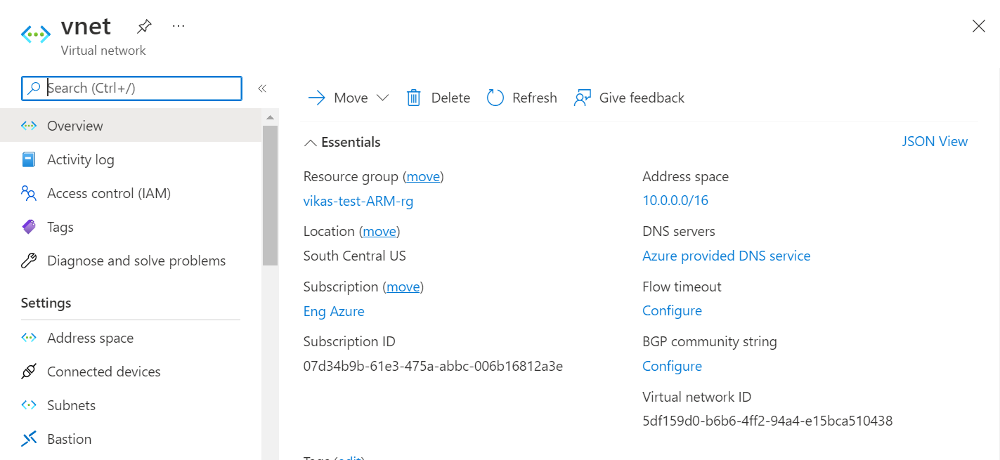 vnet
...
Virtual network
Search (Ctrl+/)
«
Overview
Activity log
Access control (IAM)
Tags
Diagnose and solve problems
Settings
Address space
Connected devices
Subnets
Bastion
Move
Delete
Refresh
Give feedback
Essentials
JSON View
Resource group (move)
vikas-test-ARM-rg
Location (move)
South Central US
Subscription (move)
Eng Azure
Subscription ID
07d34b9b-61e3-475a-abbc-006b16812a3e
Address space
10.0.0.0/16
DNS servers
Azure provided DNS service
Flow timeout
Configure
BGP community string
Configure
Virtual network ID
5df159d0-b6b6-4ff2-94a4-e15bca510438
Tags (edit)